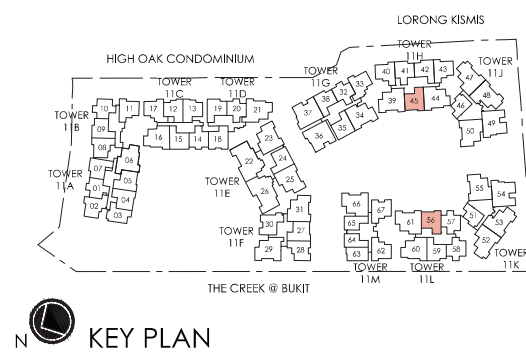 LORONG KISMIS
HIGH OAK CONDOMINIUM
TOWER
11H
TOWER
11J
TOWER
11G
TOWER
11C
TOWER
11D
TOWER
11B
TOWER
11A
TOWER
11E
TOWER
11F
40 41 42 43
39 45 44
47
48
46
49
50
33
32
38
37
34
35
36
10 11
09
08
17 12 13
19 20 21
16 15 14 18
07 06
01 05
02 04
03
23
22 24
26 25
31
30 27
29 28
66
65 67
64
63 62
61 56 57
60 59 58
55 54
51 53
52
TOWER
11M
TOWER
11L
TOWER
11K
THE CREEK @ BUKIT
N KEY PLAN